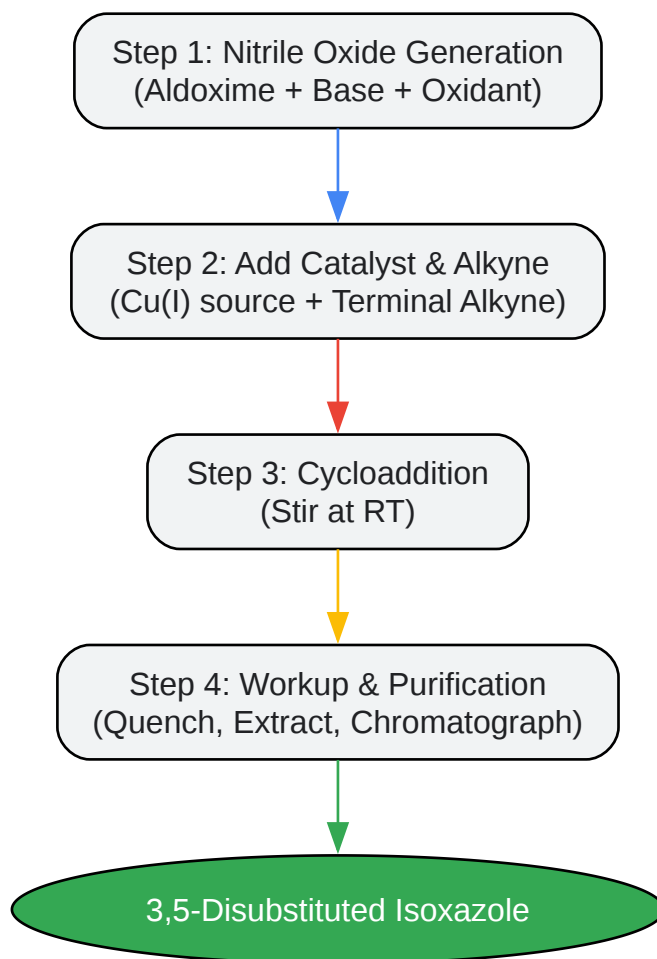 Step 1: Nitrile Oxide Generation
(Aldoxime + Base + Oxidant)
Step 2: Add Catalyst & Alkyne
(Cu(I) source + Terminal Alkyne)
Step 3: Cycloaddition
(Stir at RT)
Step 4: Workup & Purification
(Quench, Extract, Chromatograph)
3,5-Disubstituted Isoxazole